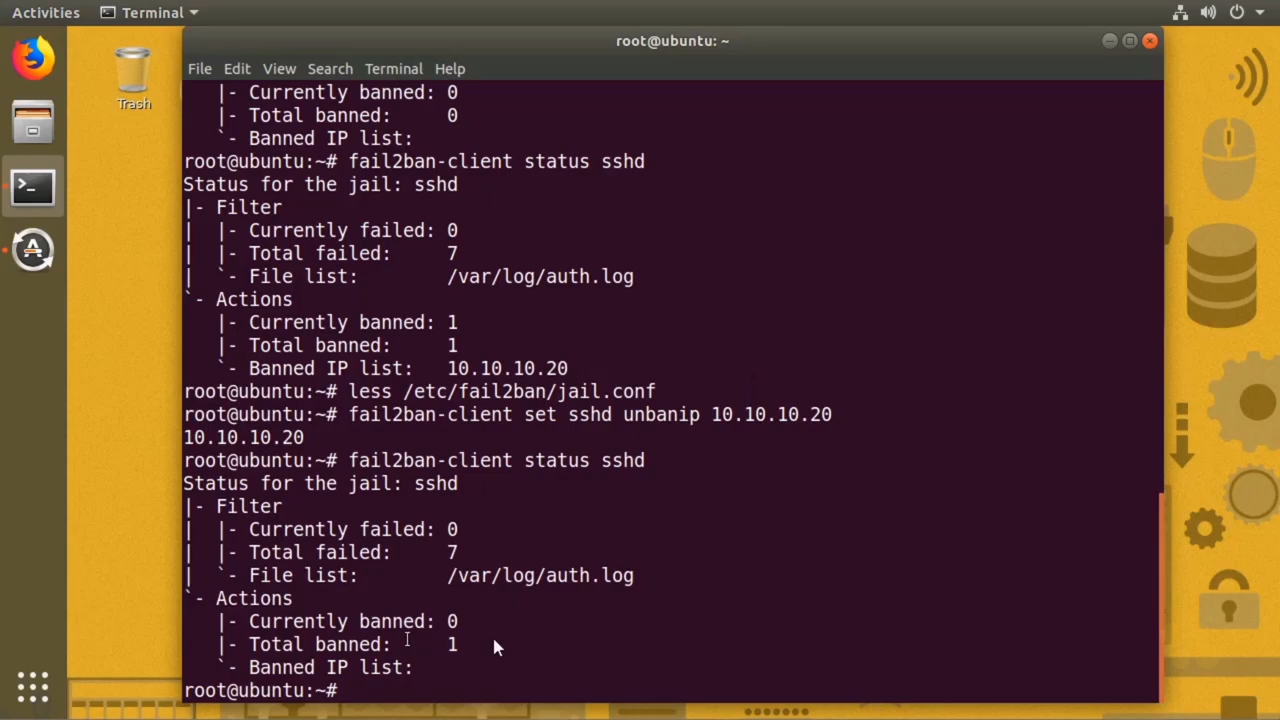 Activities Terminal
Trash
root@ubuntu: ~
File Edit View Search Terminal Help
   |- Currently banned: 0
   |- Total banned:     0
   `- Banned IP list:
root@ubuntu:~# fail2ban-client status sshd
Status for the jail: sshd
|- Filter
|  |- Currently failed: 0
|  |- Total failed:     7
|  `- File list:        /var/log/auth.log
`- Actions
   |- Currently banned: 1
   |- Total banned:     1
   `- Banned IP list:   10.10.10.20
root@ubuntu:~# less /etc/fail2ban/jail.conf
root@ubuntu:~# fail2ban-client set sshd unbanip 10.10.10.20
10.10.10.20
root@ubuntu:~# fail2ban-client status sshd
Status for the jail: sshd
|- Filter
|  |- Currently failed: 0
|  |- Total failed:     7
|  `- File list:        /var/log/auth.log
`- Actions
   |- Currently banned: 0
   |- Total banned:     1
   `- Banned IP list:
root@ubuntu:~#